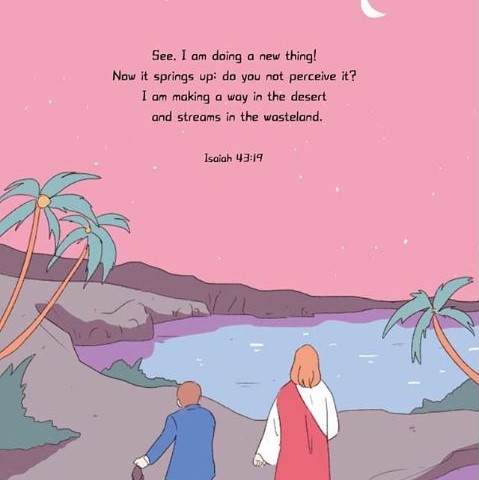 See, I am doing a new thing!
Now it springs up; do you not perceive it?
I am making a way in the desert
and streams in the wasteland.
Isaiah 43:19